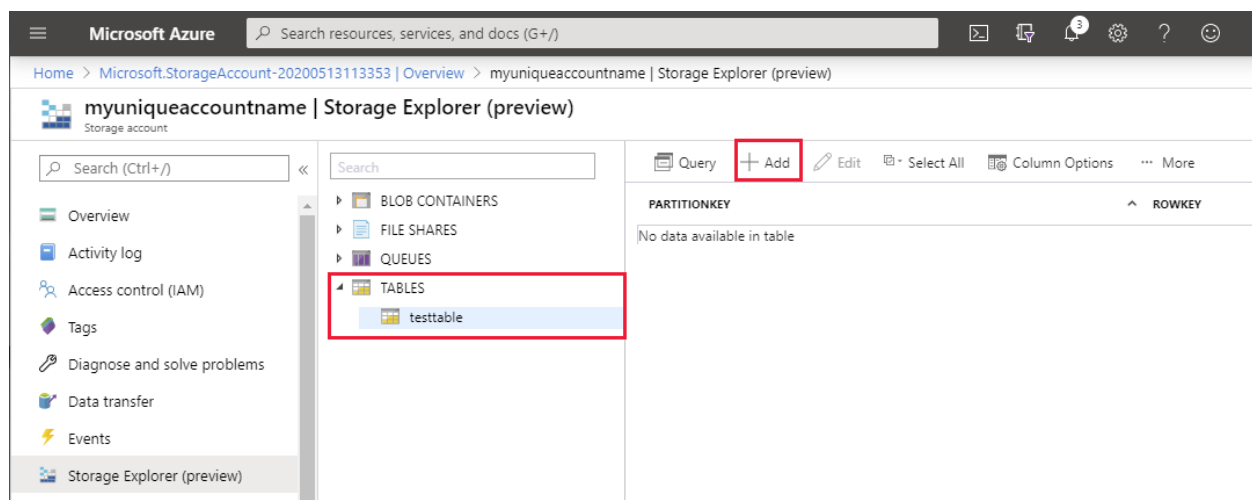 Microsoft Azure
Search resources, services, and docs (G+/)
3
Home > Microsoft.StorageAccount-20200513113353 | Overview > myuniqueaccountname | Storage Explorer (preview)
myuniqueaccountname | Storage Explorer (preview)
Storage account
Search (Ctrl+/)
Overview
Activity log
Access control (IAM)
Tags
Diagnose and solve problems
Data transfer
Events
Storage Explorer (preview)
Search
BLOB CONTAINERS
FILE SHARES
QUEUES
TABLES
testtable
Query + Add Edit Select All Column Options ··· More
PARTITIONKEY ROWKEY
No data available in table